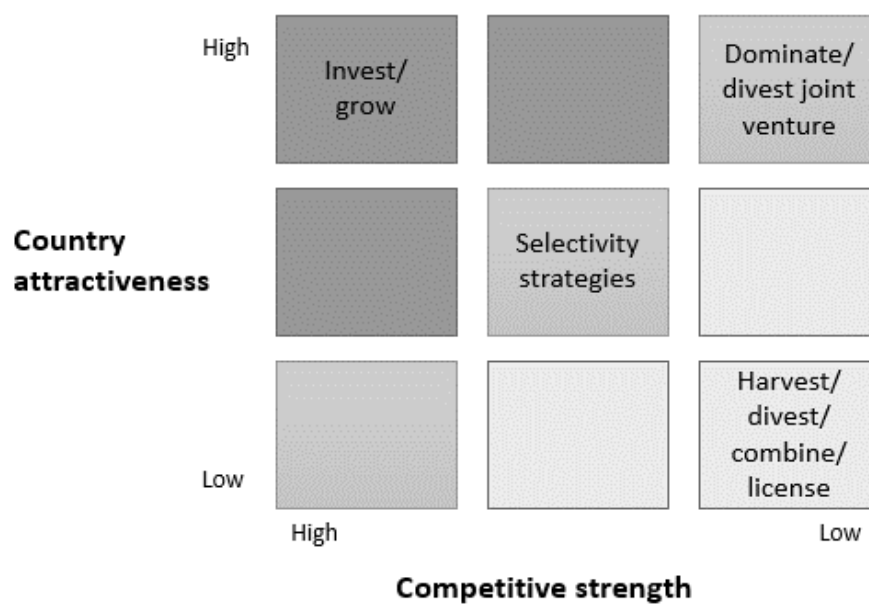 High
Invest/
grow
Dominate/
divest joint
venture
Country
attractiveness
Selectivity
strategies
Low
Harvest/
divest/
combine/
license
High
Low
Competitive strength